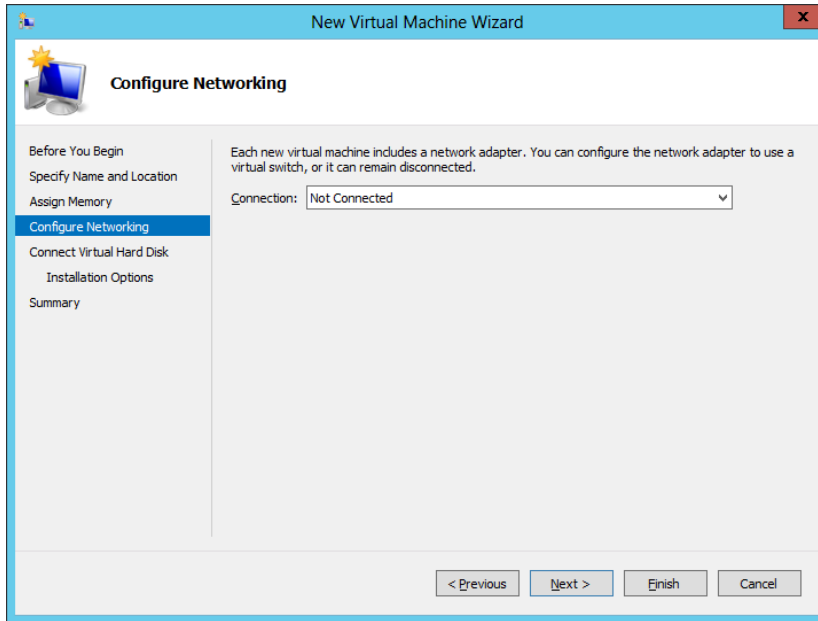 New Virtual Machine Wizard
x
Configure Networking
Before You Begin
Specify Name and Location
Assign Memory
Configure Networking
Connect Virtual Hard Disk
Installation Options
Summary
Each new virtual machine includes a network adapter. You can configure the network adapter to use a
virtual switch, or it can remain disconnected.
Connection: Not Connected
< Previous Next > Finish Cancel